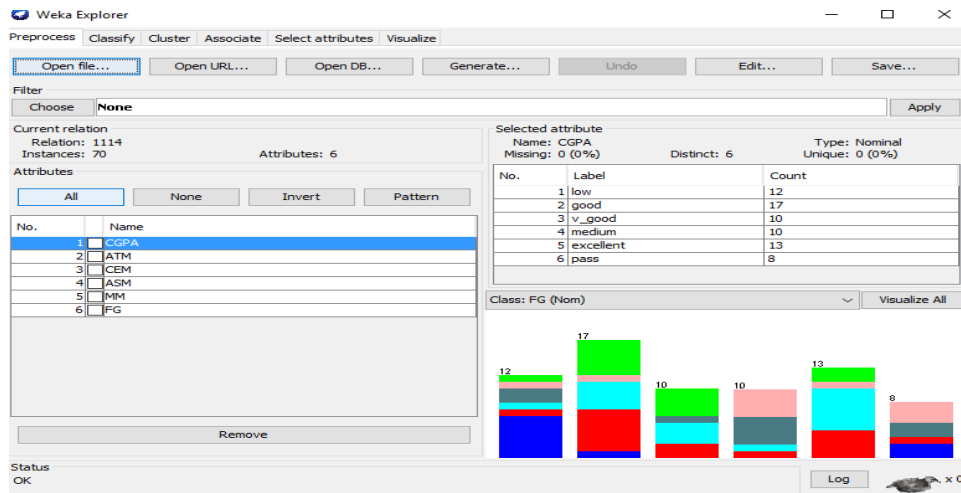 Weka Explorer
Preprocess Classify Cluster Associate Select attributes Visualize
Open file... Open URL... Open DB... Generate... Undo Edit... Save...
Filter
Choose None Apply
Current relation
Relation: 1114
Instances: 70 Attributes: 6
Attributes
All None Invert Pattern
No. Name
1 CGPA
2 ATM
3 CEM
4 ASM
5 MM
6 FG
Remove
Selected attribute
Name: CGPA Type: Nominal
Missing: 0 (0%) Distinct: 6 Unique: 0 (0%)
No. Label Count
1 low 12
2 good 17
3 v_good 10
4 medium 10
5 excellent 13
6 pass 8
Class: FG (Nom) Visualize All
12 17 10 10 13 8
Status
OK Log x 0